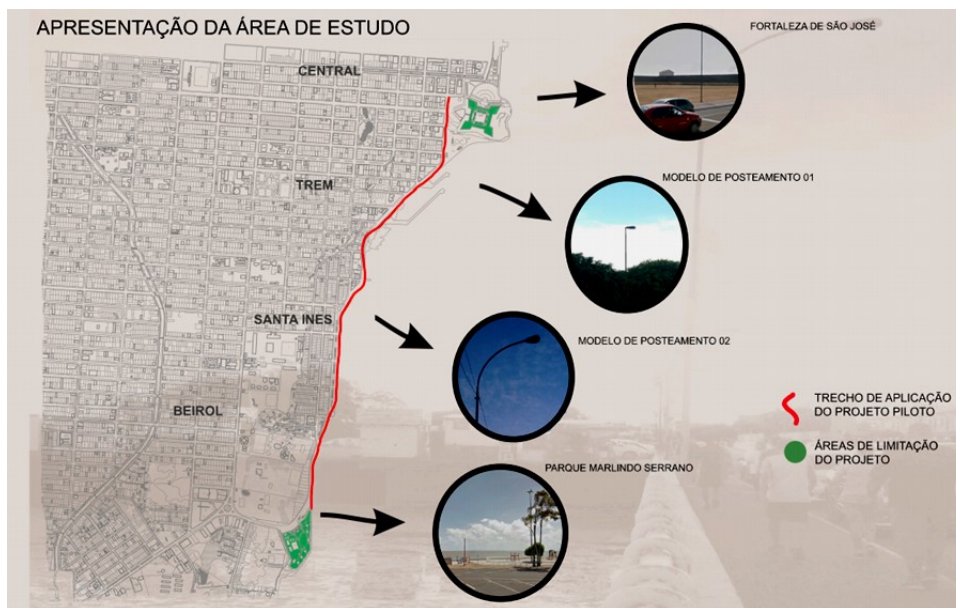 APRESENTAÇÃO DA ÁREA DE ESTUDO
FORTALEZA DE SÃO JOSÉ
CENTRAL
MODELO DE POSTEAMENTO 01
TREM
SANTA INES
MODELO DE POSTEAMENTO 02
BEIROL
TRECHO DE APLICAÇÃO
DO PROJETO PILOTO
ÁREAS DE LIMITAÇÃO
DO PROJETO
PARQUE MARLINDO SERRANO